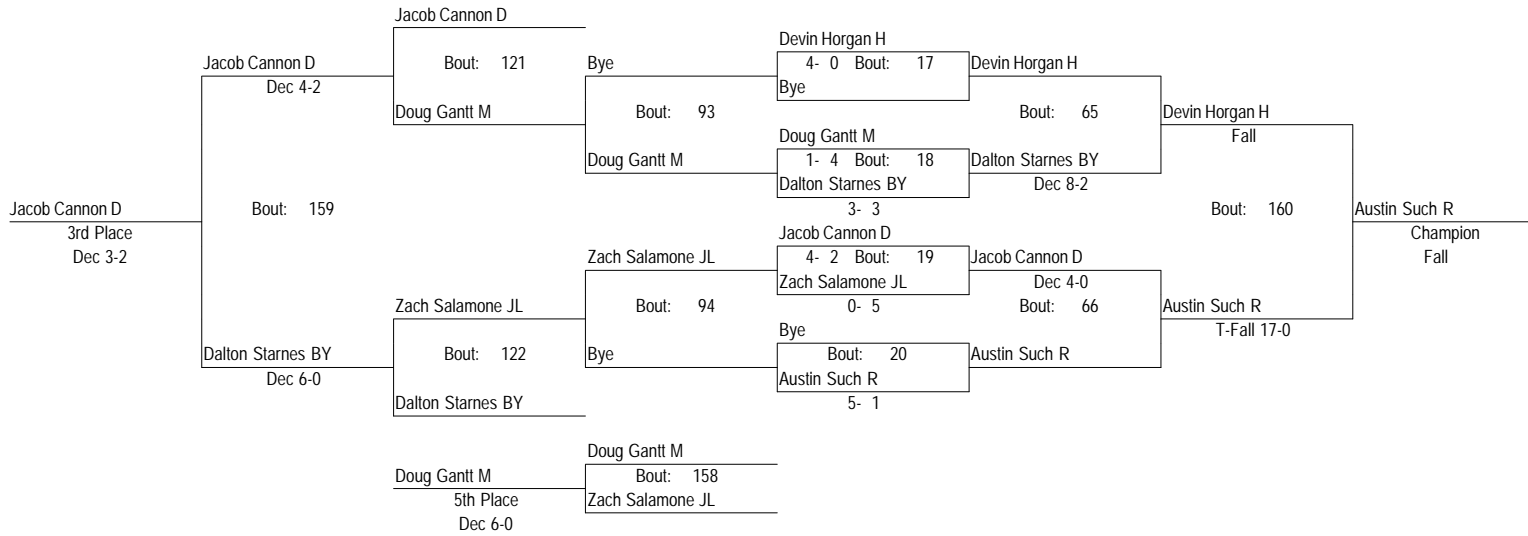 Jacob Cannon D
Devin Horgan H
Jacob Cannon D Bout: 121 Bye 4- 0 Bout: 17 Devin Horgan H
Dec 4-2 Bye
Doug Gantt M Bout: 93 Bout: 65 Devin Horgan H
Doug Gantt M Fall
Doug Gantt M 1- 4 Bout: 18 Dalton Starnes BY
Dalton Starnes BY Dec 8-2
Jacob Cannon D Bout: 159 3- 3 Bout: 160 Austin Such R
3rd Place Jacob Cannon D Champion
Dec 3-2 Zach Salamone JL 4- 2 Bout: 19 Jacob Cannon D Fall
Zach Salamone JL Dec 4-0
Zach Salamone JL Bout: 94 0- 5 Bout: 66 Austin Such R
Bye T-Fall 17-0
Dalton Starnes BY Bout: 122 Bye Bout: 20 Austin Such R
Dec 6-0 Austin Such R
Dalton Starnes BY 5- 1
Doug Gantt M
Doug Gantt M Bout: 158
5th Place Zach Salamone JL
Dec 6-0